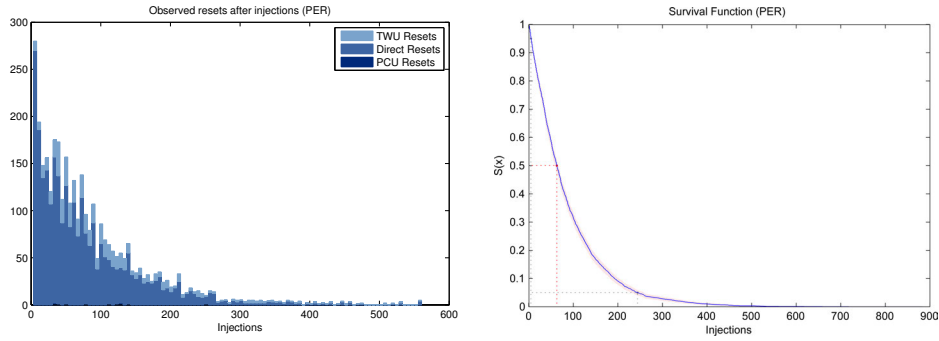 Observed resets after injections (PER)
TWU Resets
Direct Resets
PCU Resets
300
250
200
150
100
50
0
0 100 200 300 400 500 600
Injections
Survival Function (PER)
1
0.9
0.8
0.7
0.6
0.5
0.4
0.3
0.2
0.1
0
S(x)
0 100 200 300 400 500 600 700 800 900
Injections